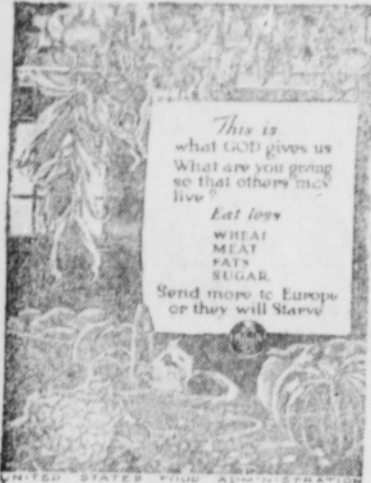 This is
what GOD gives us
What are you giving
so that others may
live?
Eat less
WHEAT
MEAT
FATS
SUGAR
Send more to Europe
or they will Starve
UNITED STATES FOOD ADMINISTRATION